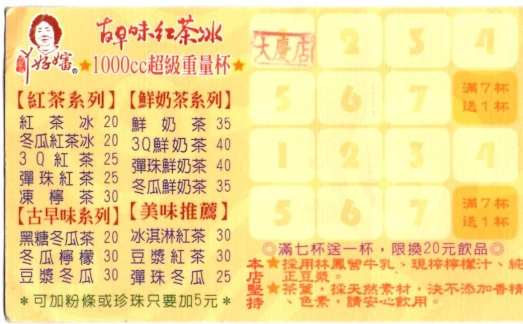 古早味紅茶冰
丫好嬸®
★1000cc超級重量杯★
大慶店 2 3 4
【紅茶系列】【鮮奶茶系列】
紅茶冰 20 鮮奶茶 35
冬瓜紅茶冰 20 3Q鮮奶茶 40
3Q紅茶 25 彈珠鮮奶茶 40
彈珠紅茶 25 冬瓜鮮奶茶 35
凍檸茶 30
【古早味系列】【美味推薦】
黑糖冬瓜茶 20 冰淇淋紅茶 30
冬瓜檸檬 30 豆漿紅茶 30
豆漿冬瓜 30 彈珠冬瓜 25
＊可加粉條或珍珠只要加5元＊
5 6 7 滿7杯送1杯
1 2 3 4
5 6 7 滿7杯送1杯
◎滿七杯送一杯，限換20元飲品◎
本店堅持
★採用林鳳營牛乳、現榨檸檬汁、純正豆漿。
★茶葉，採天然素材，決不添加香精、色素，請安心飲用。